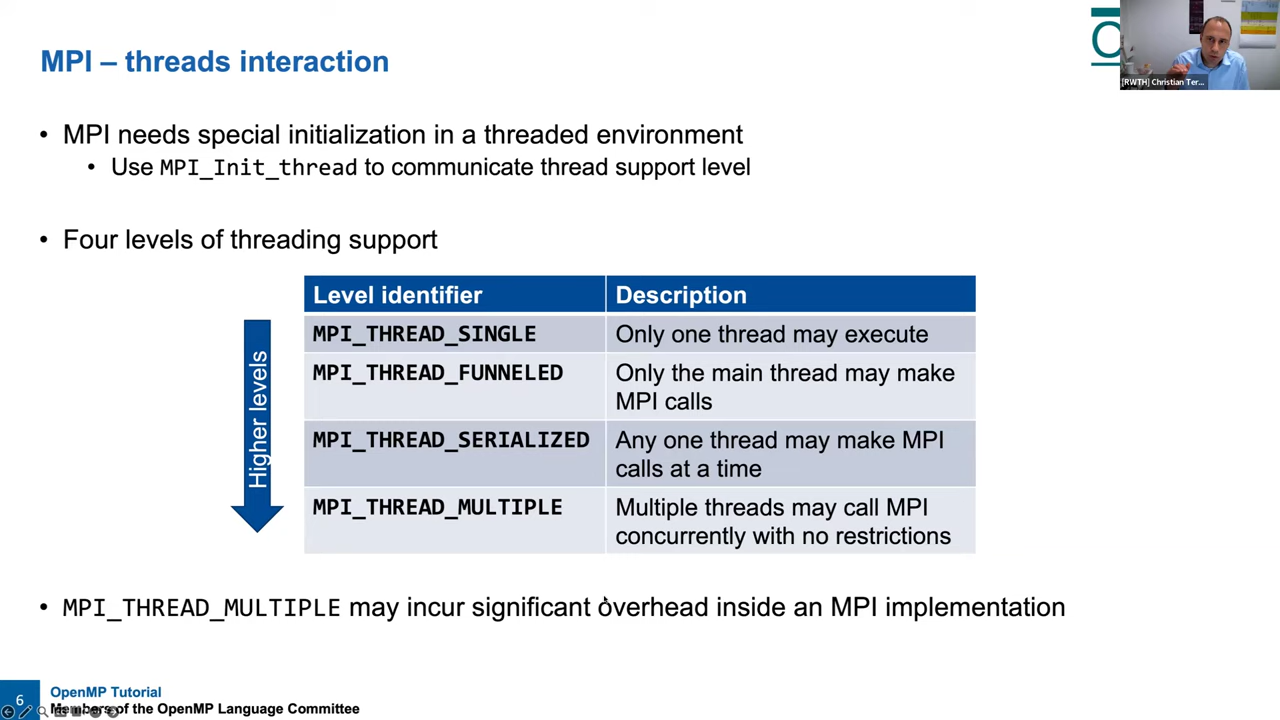 MPI – threads interaction
[RWTH] Christian Ter...
• MPI needs special initialization in a threaded environment
• Use MPI_Init_thread to communicate thread support level
• Four levels of threading support
Higher levels
Level identifier Description
MPI_THREAD_SINGLE Only one thread may execute
MPI_THREAD_FUNNELED Only the main thread may make
MPI calls
MPI_THREAD_SERIALIZED Any one thread may make MPI
calls at a time
MPI_THREAD_MULTIPLE Multiple threads may call MPI
concurrently with no restrictions
• MPI_THREAD_MULTIPLE may incur significant overhead inside an MPI implementation
6
OpenMP Tutorial
Members of the OpenMP Language Committee